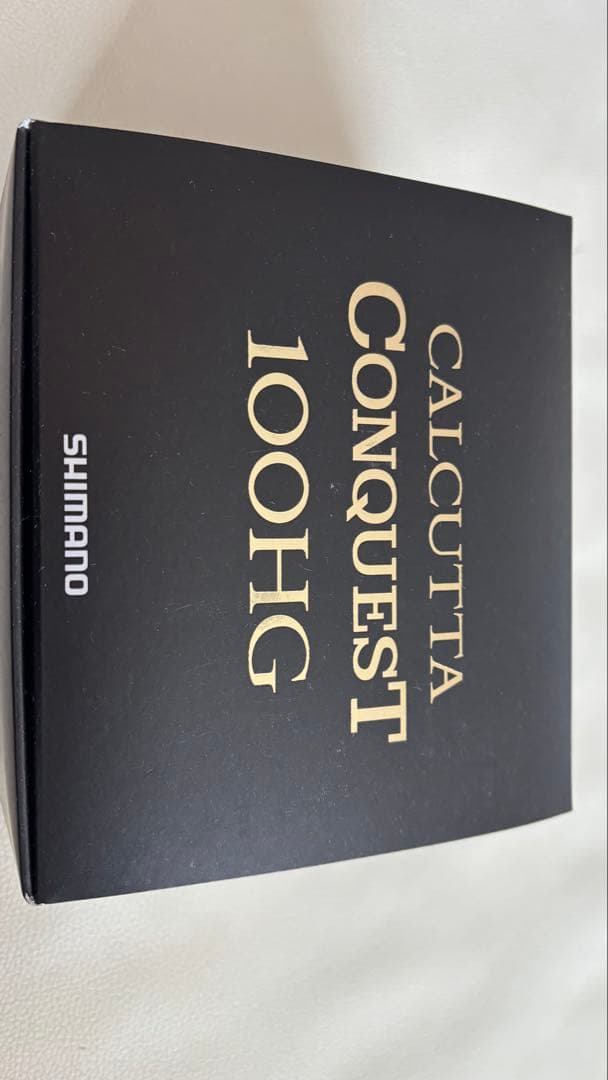 CALCUTTA
CONQUEST
100HG
SHIMANO